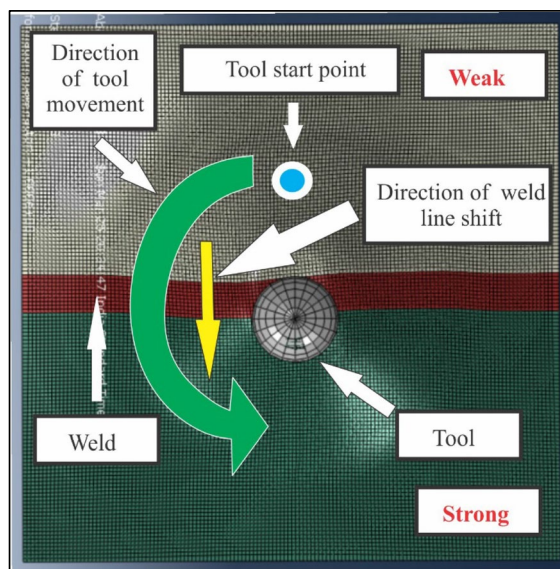 Direction
of tool
movement
Tool start point
Weak
Direction of weld
line shift
Weld
Tool
Strong